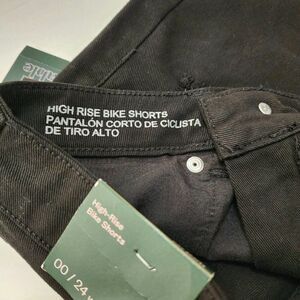 HIGH RISE BIKE SHORTS
PANTALÓN CORTO DE CICLISTA
DE TIRO ALTO
High-Rise
Bike Shorts
00 / 24